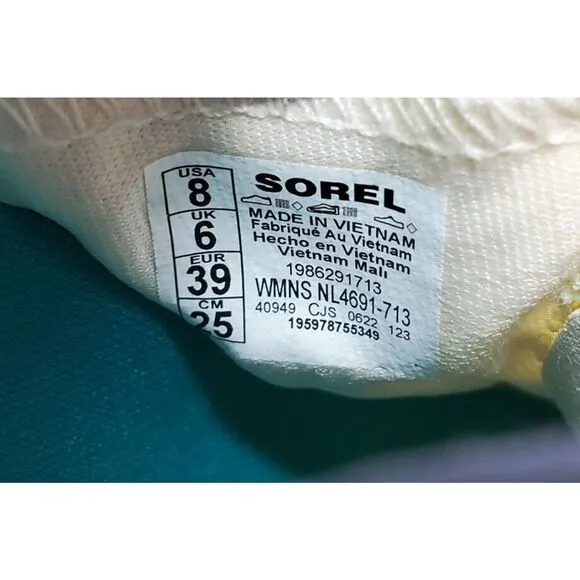 USA
8
UK
6
EUR
39
CM
25
SOREL
MADE IN VIETNAM
Fabriqué Au Vietnam
Hecho en Vietnam
Vietnam Malı
1986291713
WMNS NL4691-713
40949 CJS 0622 123
195978755349